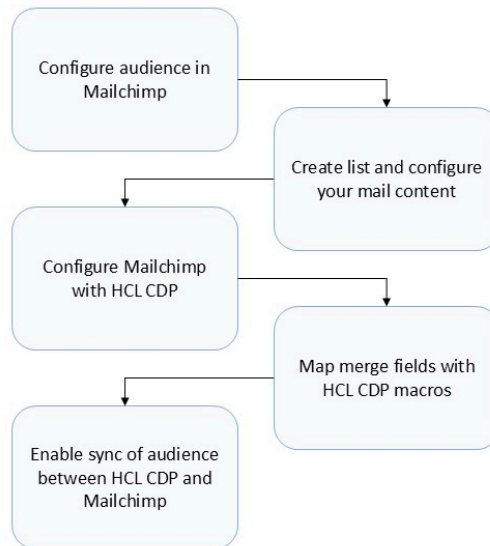 Configure audience in
Mailchimp
Create list and configure
your mail content
Configure Mailchimp
with HCL CDP
Map merge fields with
HCL CDP macros
Enable sync of audience
between HCL CDP and
Mailchimp